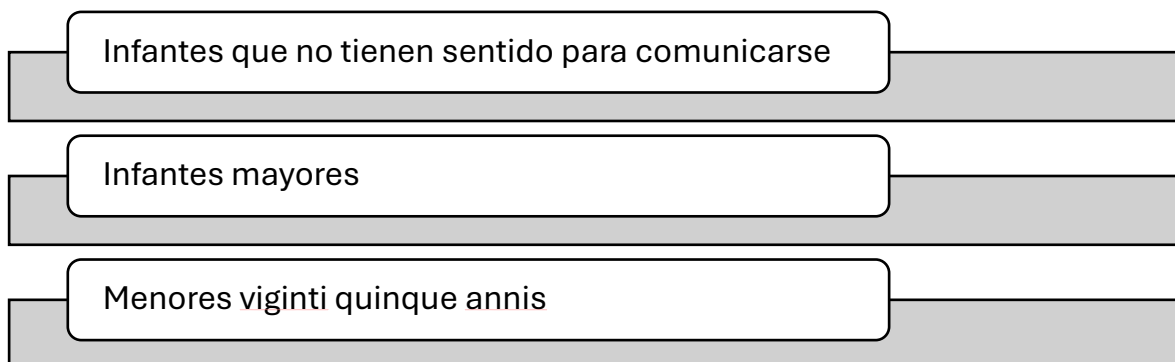 Infantes que no tienen sentido para comunicarse
Infantes mayores
Menores viginti quinque annis